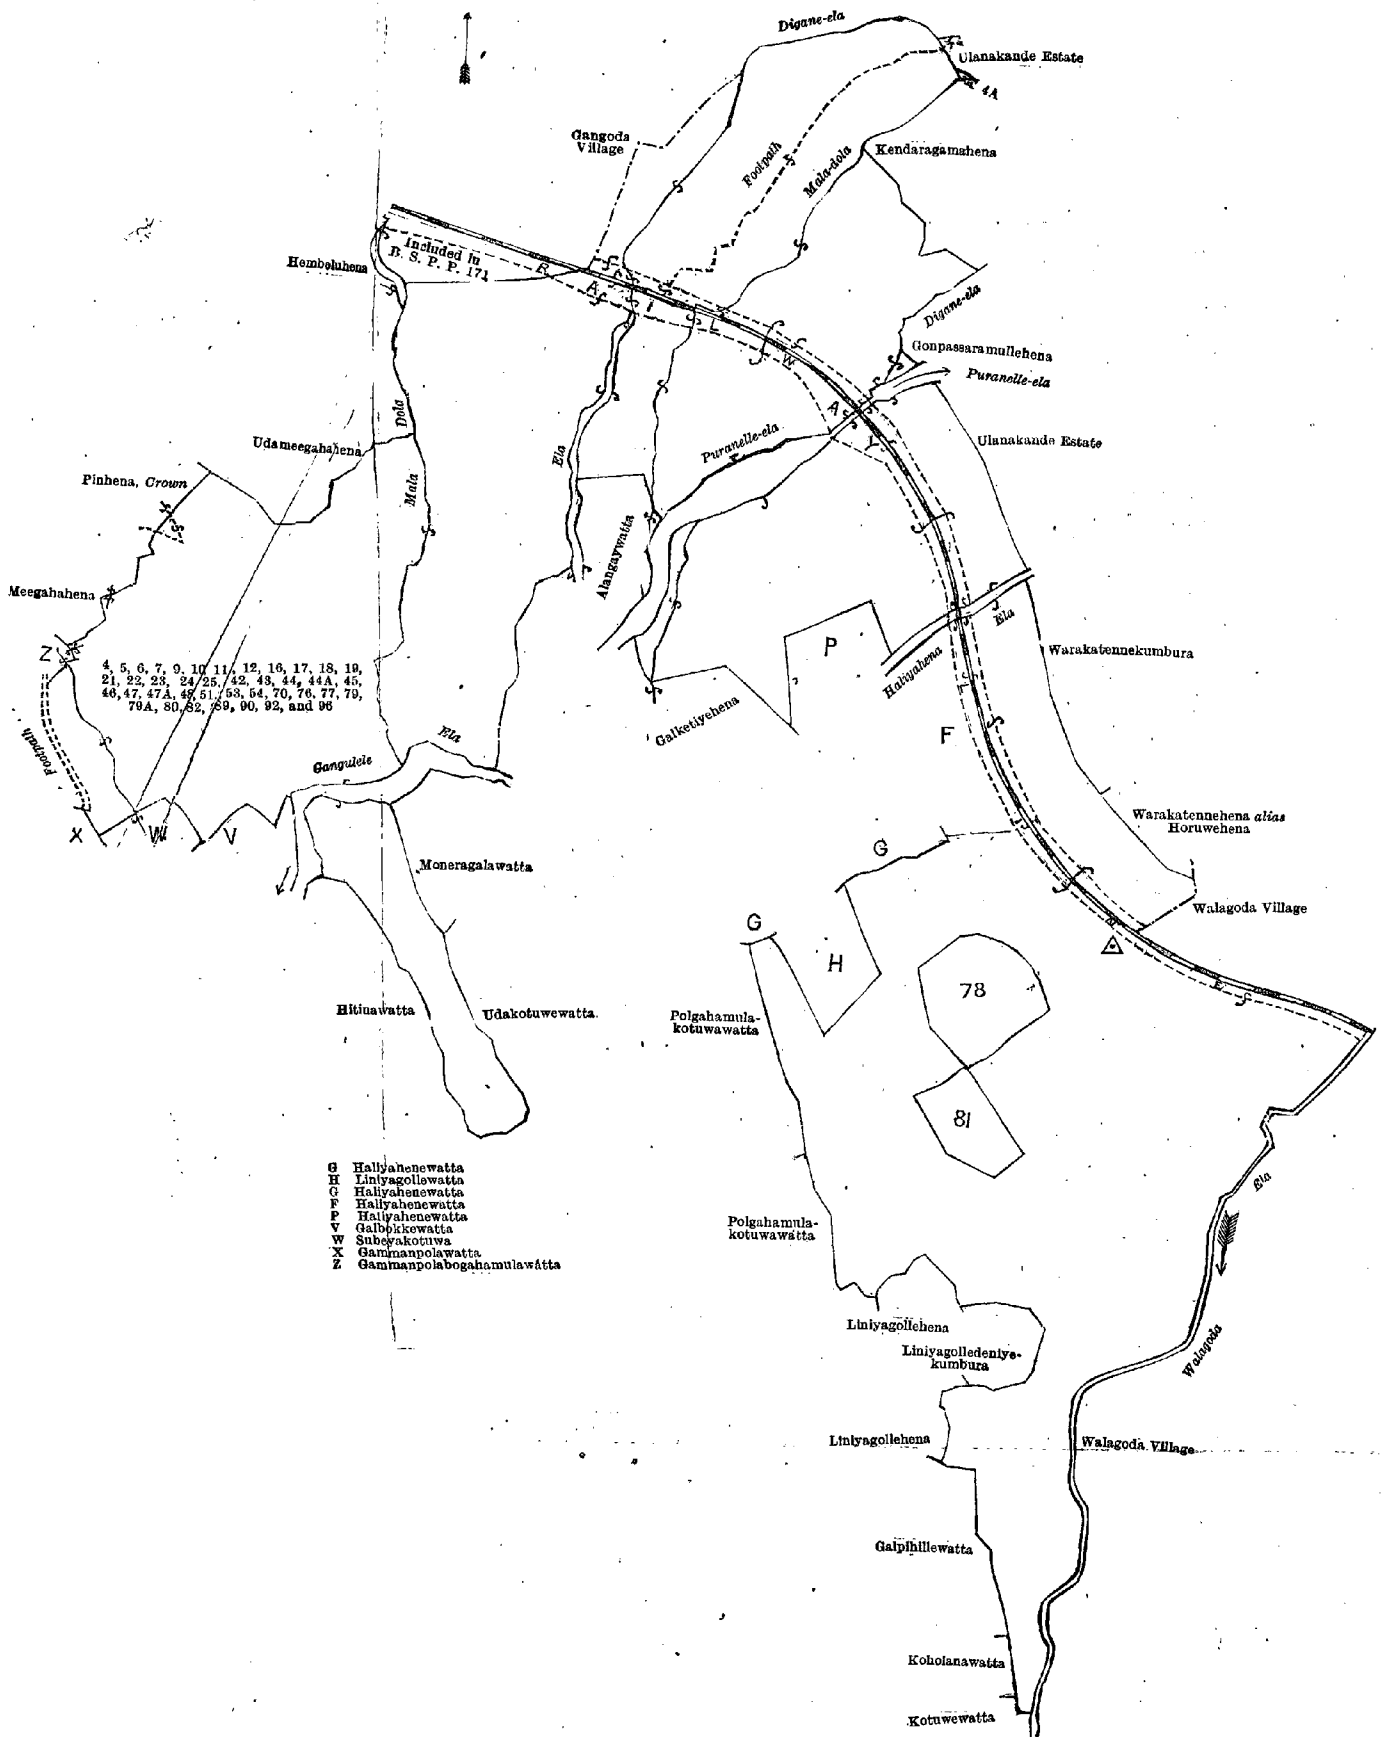 Digane-ela
Ulanakande Estate
4A
Gangoda
Village
Footpath
Mala-dola
Kendaragamahena
Included in
B. S. P. P. 171
Hembeluhena
R
A
I
L
W
A
Y
Digane-ela
Gonpassaramullehena
Puranelle-ela
Puranelle-ela
Ulanakande Estate
Udameegahahena
Dola
Mala
Ela
Pinhena, Crown
Alangaywatta
Meegahahena
Haliyahena
Ela
Warakatennekumbura
P
Z
4, 5, 6, 7, 9, 10, 11, 12, 16, 17, 18, 19,
21, 22, 23, 24, 25, 42, 43, 44, 44A, 45,
46, 47, 47A, 48, 51, 53, 54, 70, 76, 77, 79,
79A, 80, 82, 89, 90, 92, and 96
Footpath
Galketiyehena
F
Gangulele
Ela
X
W
V
Warakatennehena alias
Horuwehena
Moneragalawatta
G
G
H
Walagoda Village
78
Hitinawatta
Udakotuwewatta
Polgahamula-
kotuwawatta
81
G Haliyahenewatta
H Liniyagollewatta
G Haliyahenewatta
F Haliyahenewatta
P Haliyahenewatta
V Galbokkewatta
W Subeyakotuwa
X Gammanpolawatta
Z Gammanpolabogahamulawatta
Polgahamula-
kotuwawatta
Ela
Walagoda
Liniyagollehena
Liniyagolledeniye-
kumbura
Liniyagollehena
Walagoda Village
Galpihillewatta
Koholanawatta
Kotuwewatta